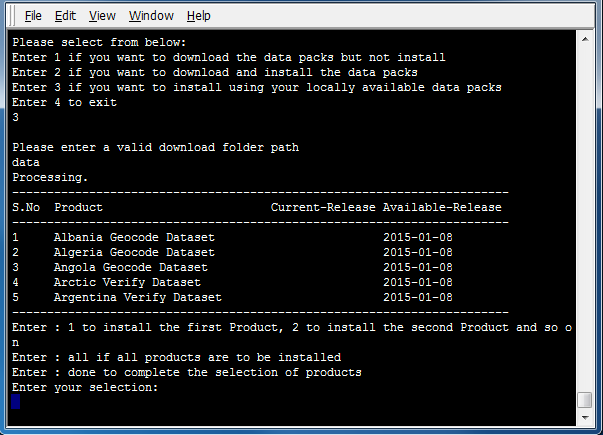 File Edit View Window Help
Please select from below:
Enter 1 if you want to download the data packs but not install
Enter 2 if you want to download and install the data packs
Enter 3 if you want to install using your locally available data packs
Enter 4 to exit
3
Please enter a valid download folder path
data
Processing.
-----------------------------------------------------------------------
S.No Product Current-Release Available-Release
-----------------------------------------------------------------------
1 Albania Geocode Dataset 2015-01-08
2 Algeria Geocode Dataset 2015-01-08
3 Angola Geocode Dataset 2015-01-08
4 Arctic Verify Dataset 2015-01-08
5 Argentina Verify Dataset 2015-01-08
-----------------------------------------------------------------------
Enter : 1 to install the first Product, 2 to install the second Product and so o
n
Enter : all if all products are to be installed
Enter : done to complete the selection of products
Enter your selection: